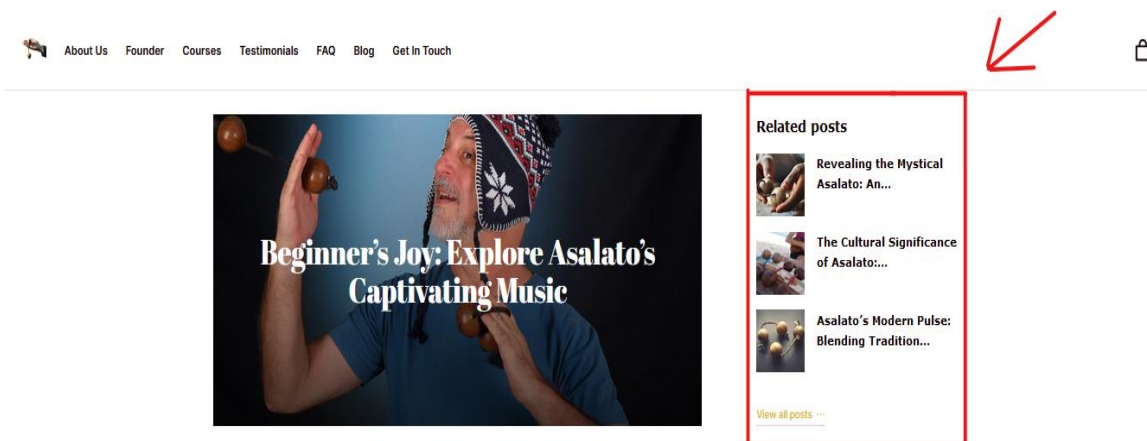 About Us Founder Courses Testimonials FAQ Blog Get In Touch
Beginner’s Joy: Explore Asalato’s
Captivating Music
Related posts
Revealing the Mystical
Asalato: An...
The Cultural Significance
of Asalato:...
Asalato’s Modern Pulse:
Blending Tradition...
View all posts ···